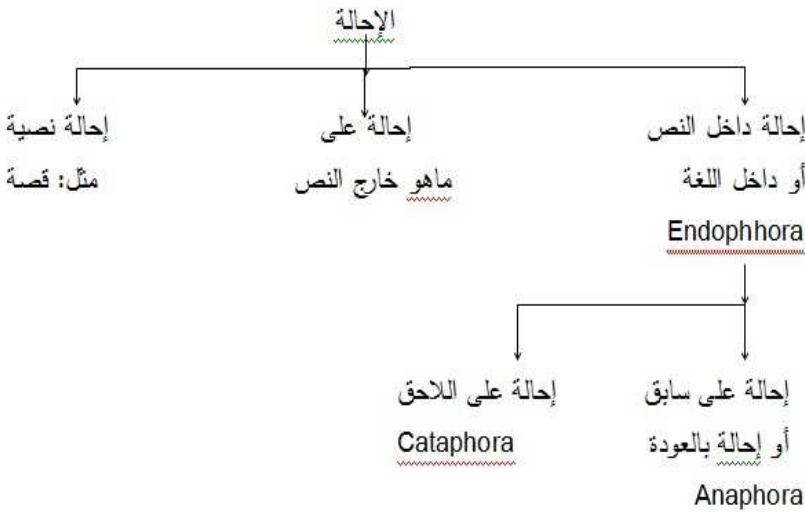 الإحالة
إحالة داخل النص
أو داخل اللغة
Endophhora
إحالة على
ماهو خارج النص
إحالة نصية
مثل: قصة
إحالة على سابق
أو إحالة بالعودة
Anaphora
إحالة على اللاحق
Cataphora